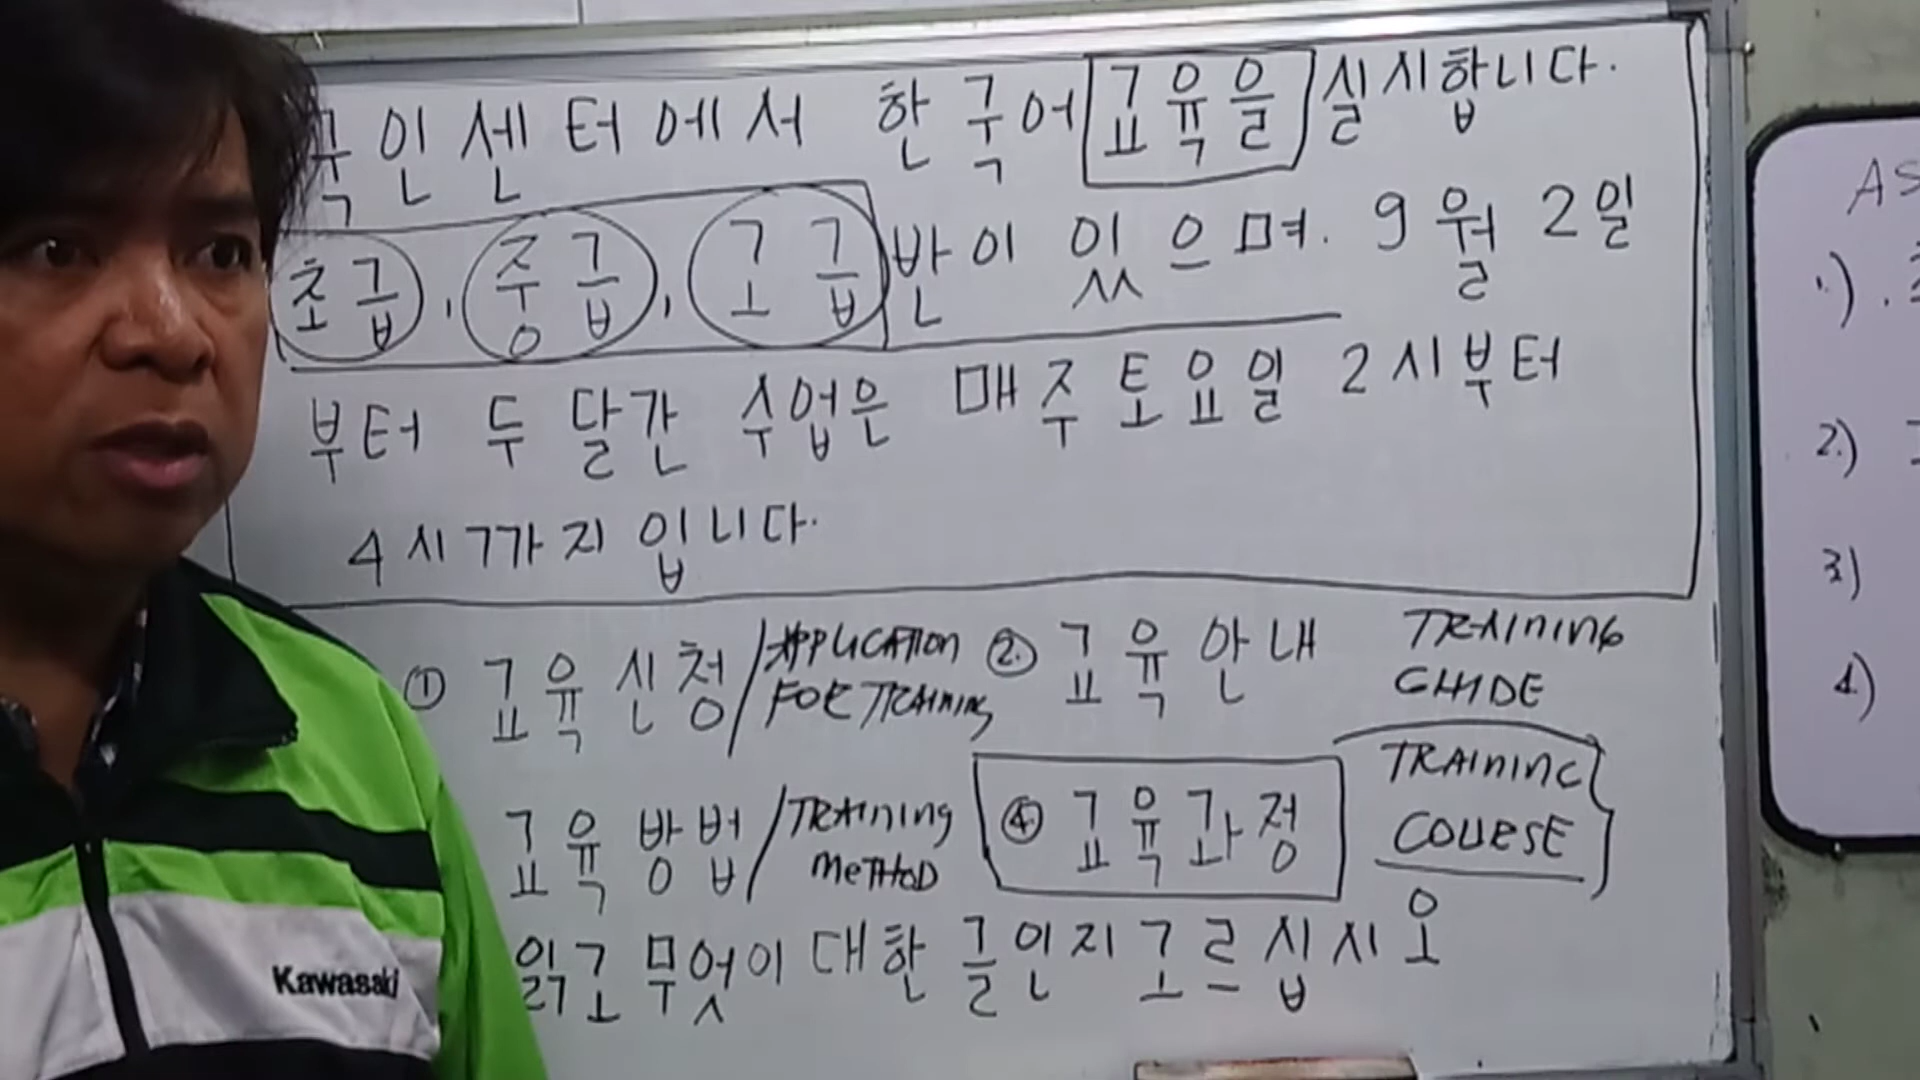 국인센터에서 한국어 교육을 실시합니다.
초급, 중급, 고급 반이 있으며. 9월 2일
부터 두 달간 수업은 매주 토요일 2시부터
4시 까지 입니다.
① 교육 신청 / APPLICATION FOR TRAINING
②. 교육 안내 TRAINING GUIDE
교육 방법 / TRAINING METHOD
④. 교육과정 TRAINING COURSE
읽고 무엇이 대한 글인지 고르십시오
Kawasaki
AS
1.)
2.)
3)
4)